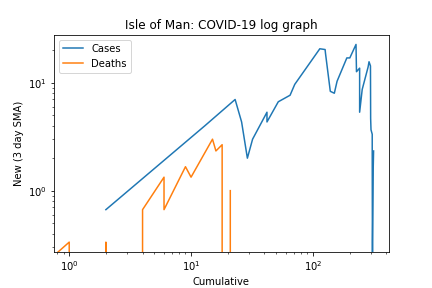 Isle of Man: COVID-19 log graph
Cases
Deaths
New (3 day SMA)
10¹
10⁰
10⁰ 10¹ 10²
Cumulative